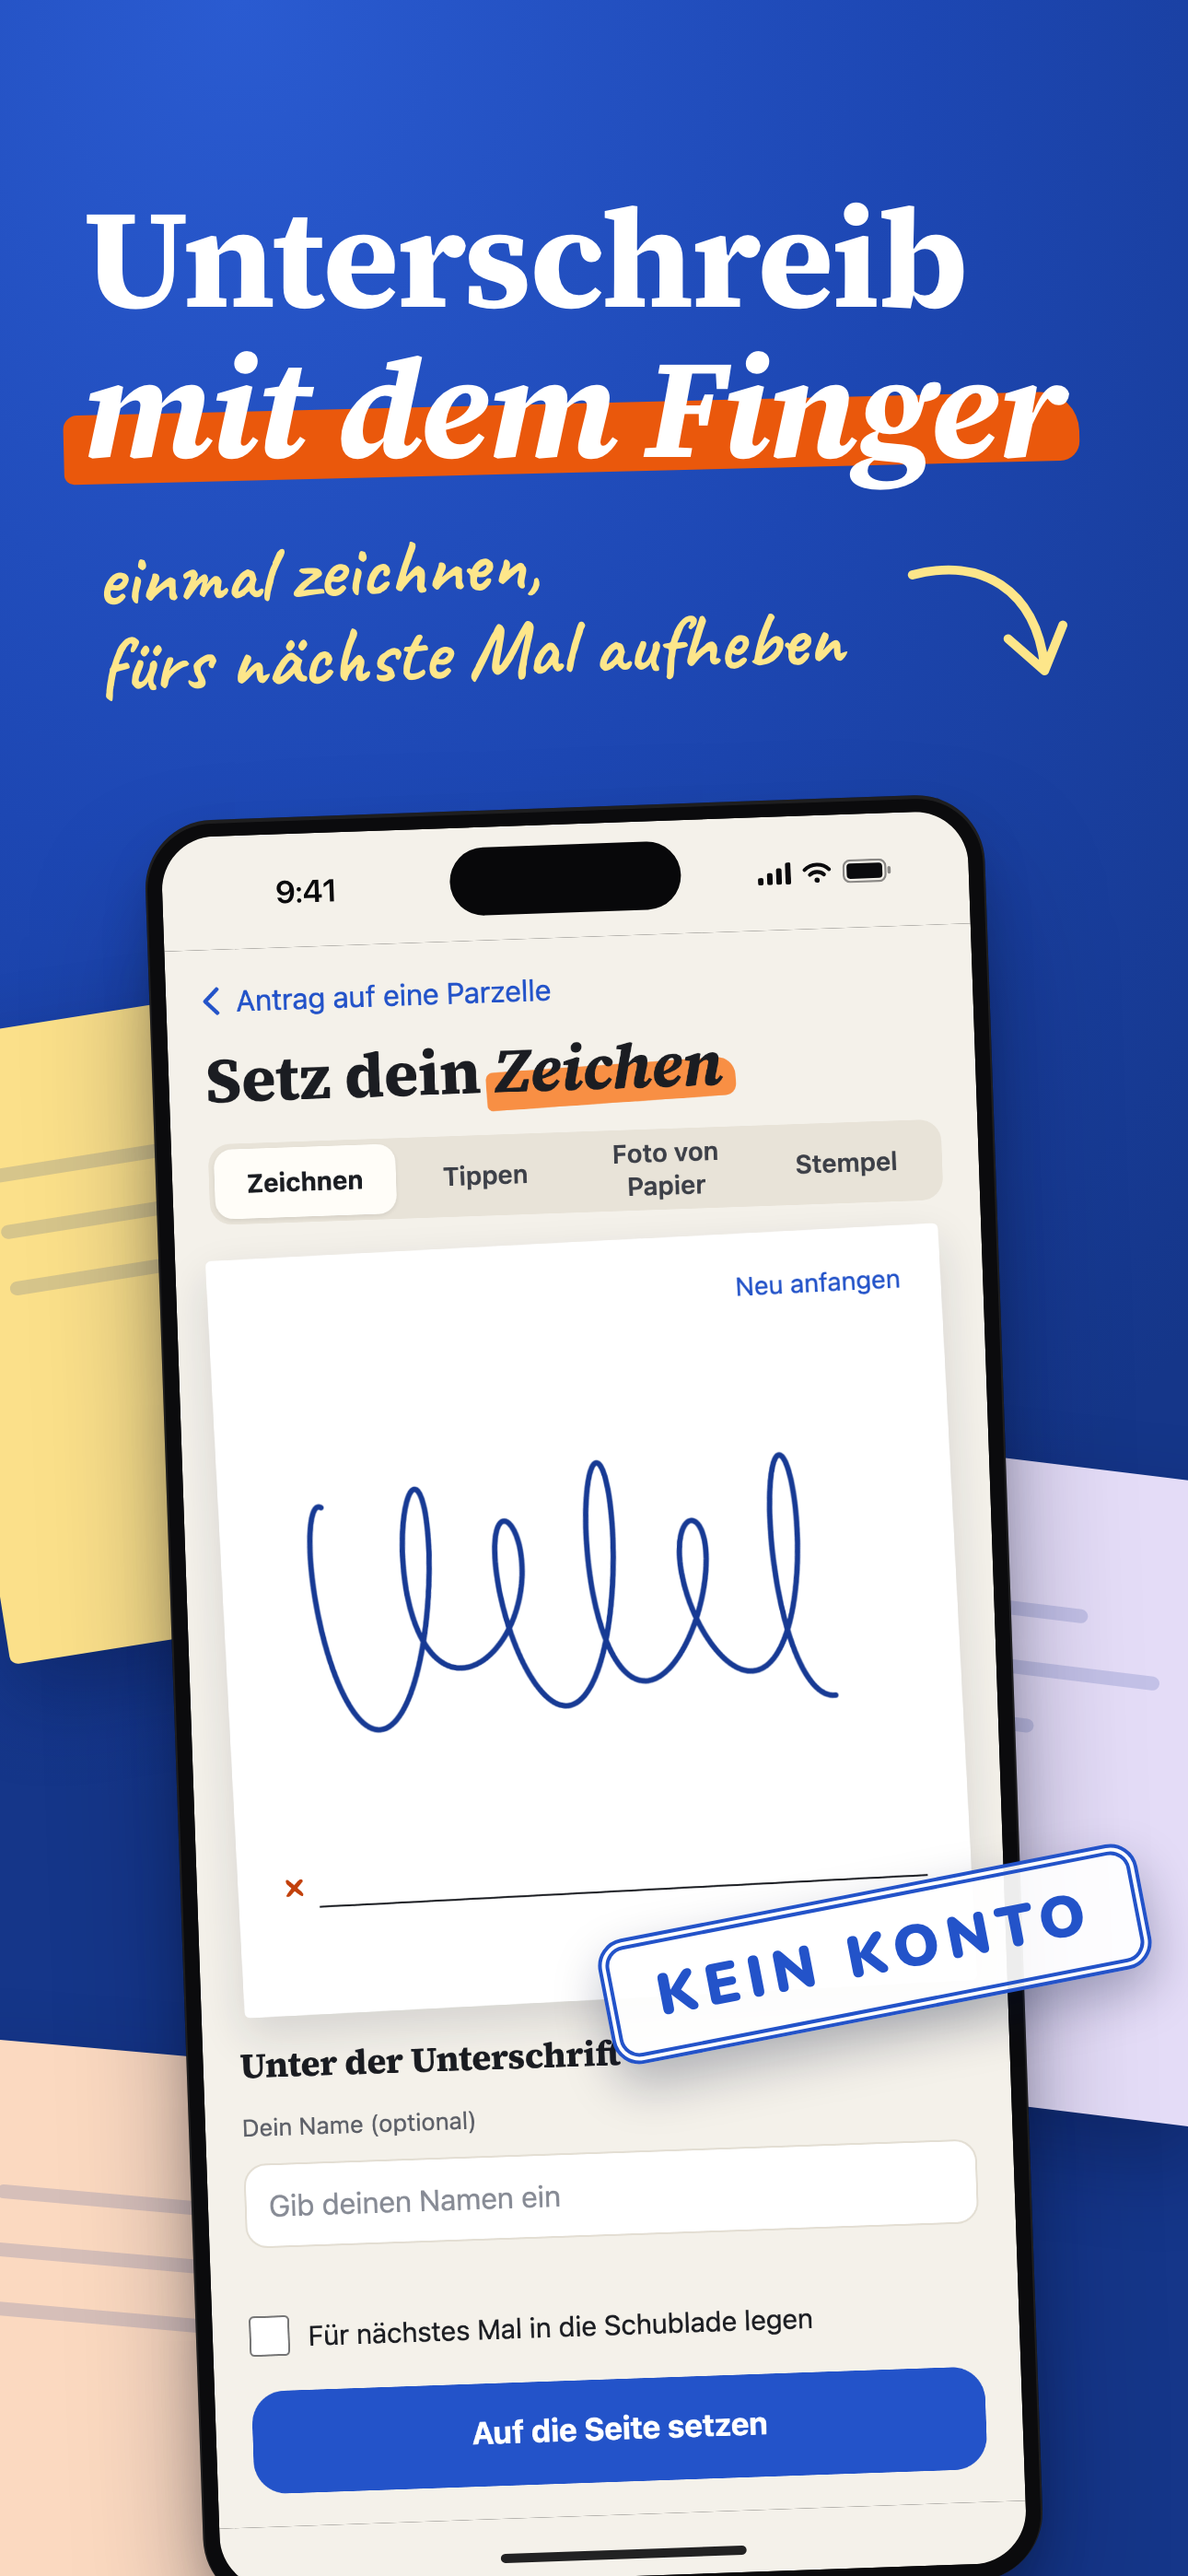 Unterschreib
mit dem Finger
einmal zeichnen,
fürs nächste Mal aufheben
9:41
Antrag auf eine Parzelle
Setz dein Zeichen
Zeichnen
Tippen
Foto von
Papier
Stempel
Neu anfangen
×
KEIN KONTO
Unter der Unterschrift
Dein Name (optional)
Gib deinen Namen ein
Für nächstes Mal in die Schublade legen
Auf die Seite setzen